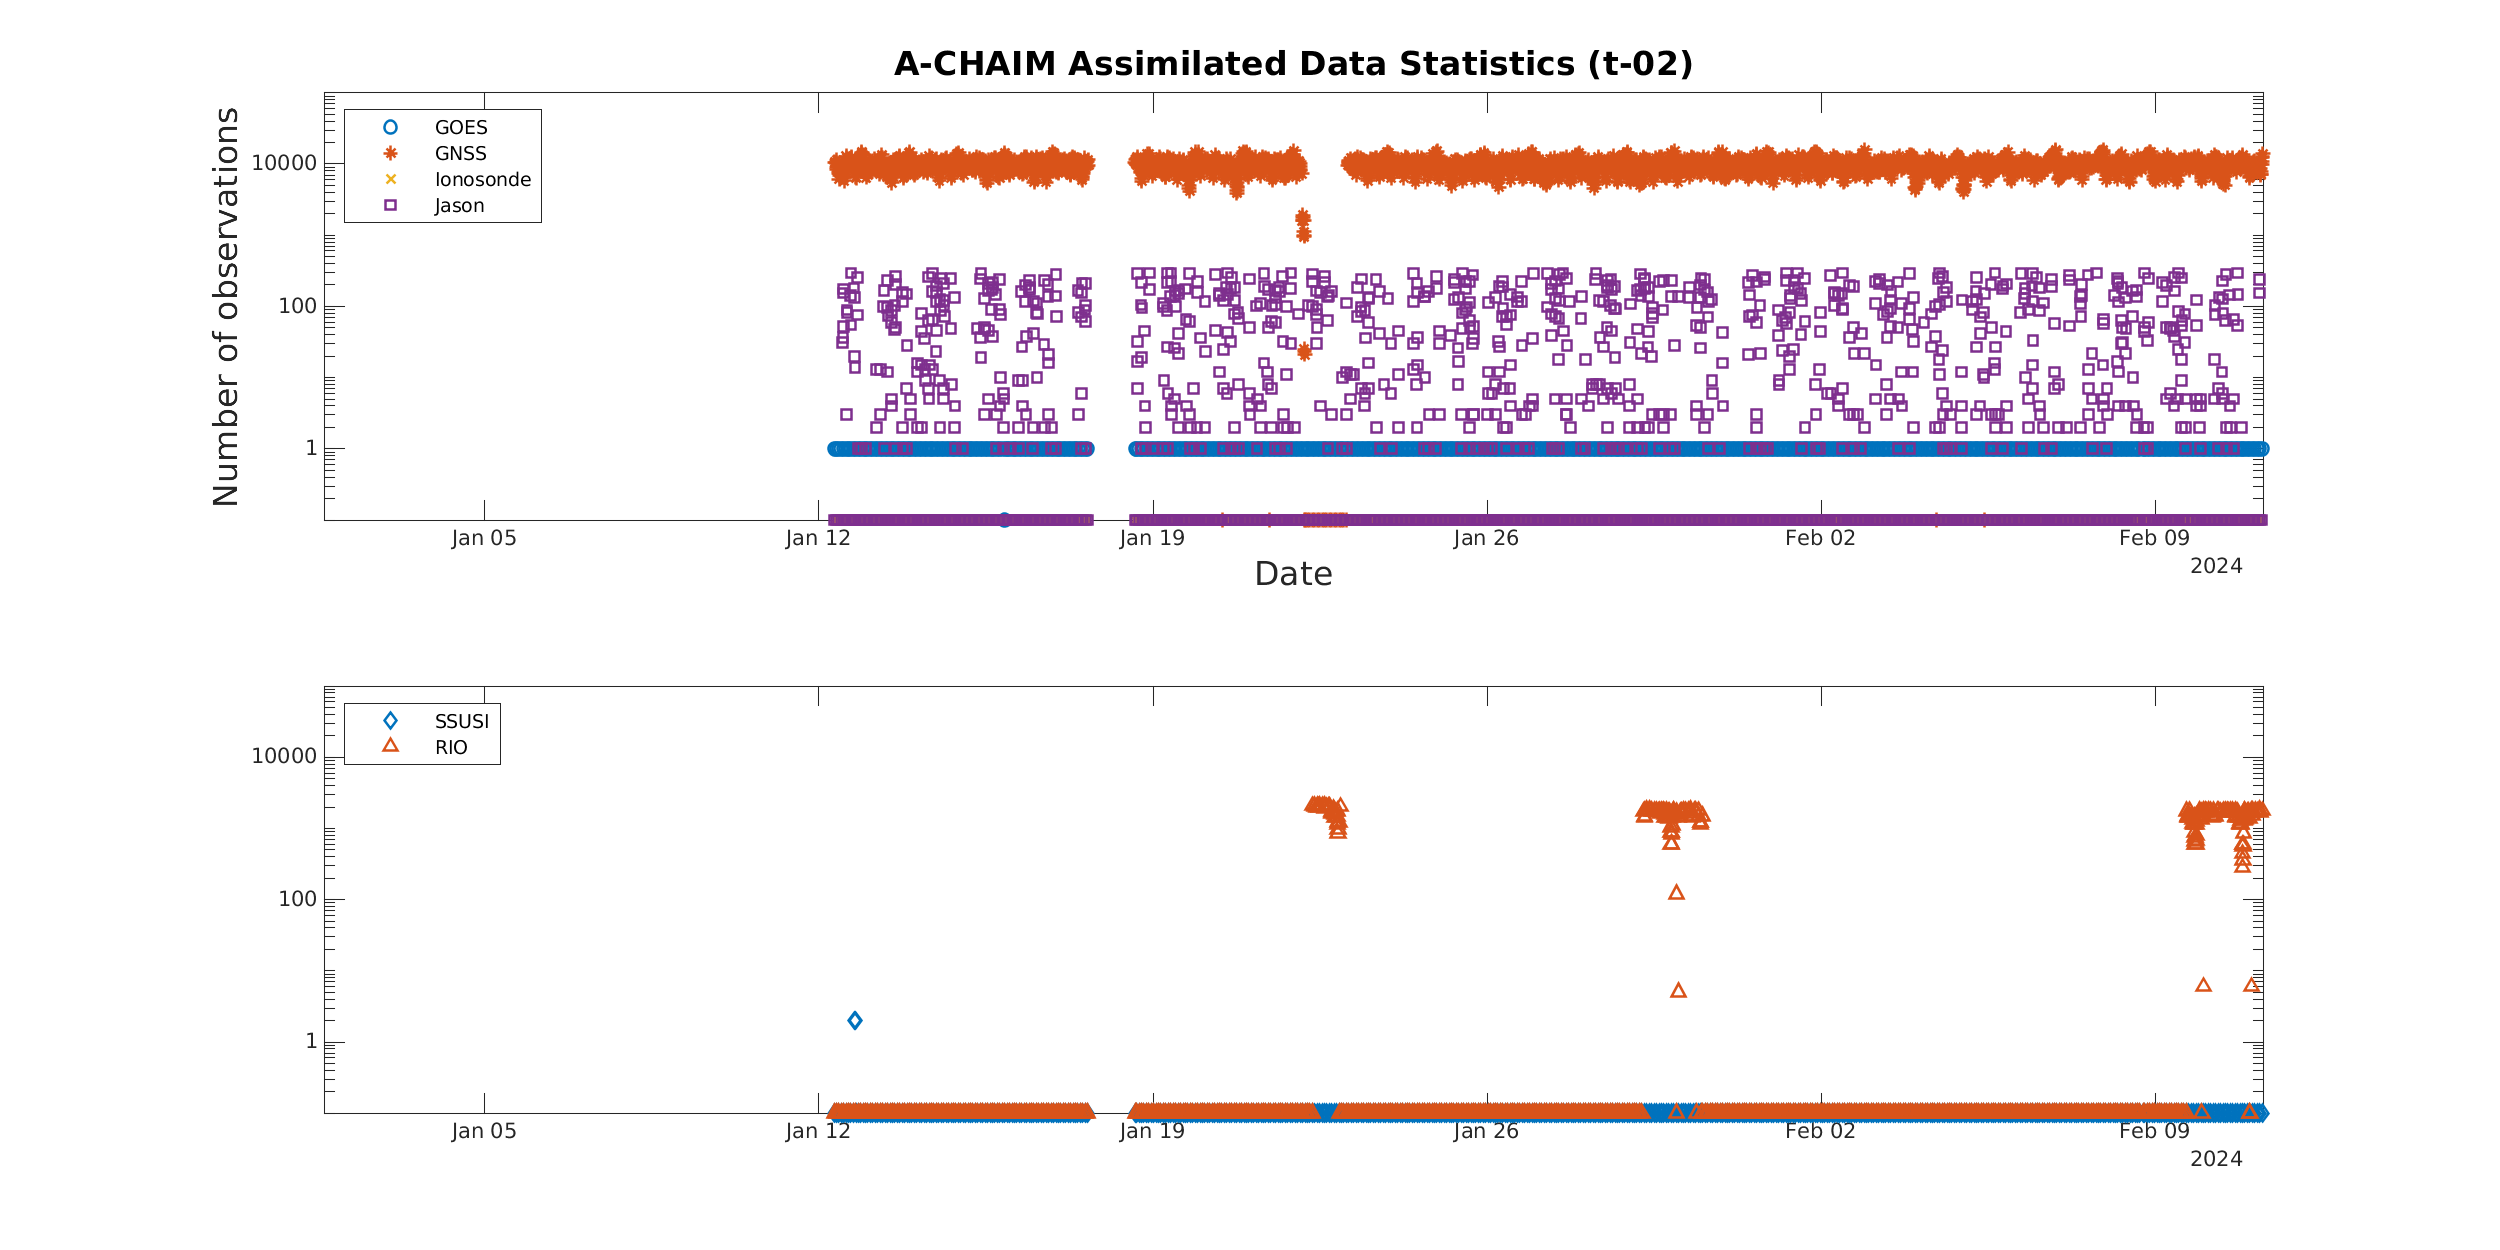 A-CHAIM Assimilated Data Statistics (t-02)
Number of observations
10000
100
1
GOES
GNSS
Ionosonde
Jason
Jan 05
Jan 12
Jan 19
Jan 26
Feb 02
Feb 09
2024
Date
10000
100
1
SSUSI
RIO
Jan 05
Jan 12
Jan 19
Jan 26
Feb 02
Feb 09
2024